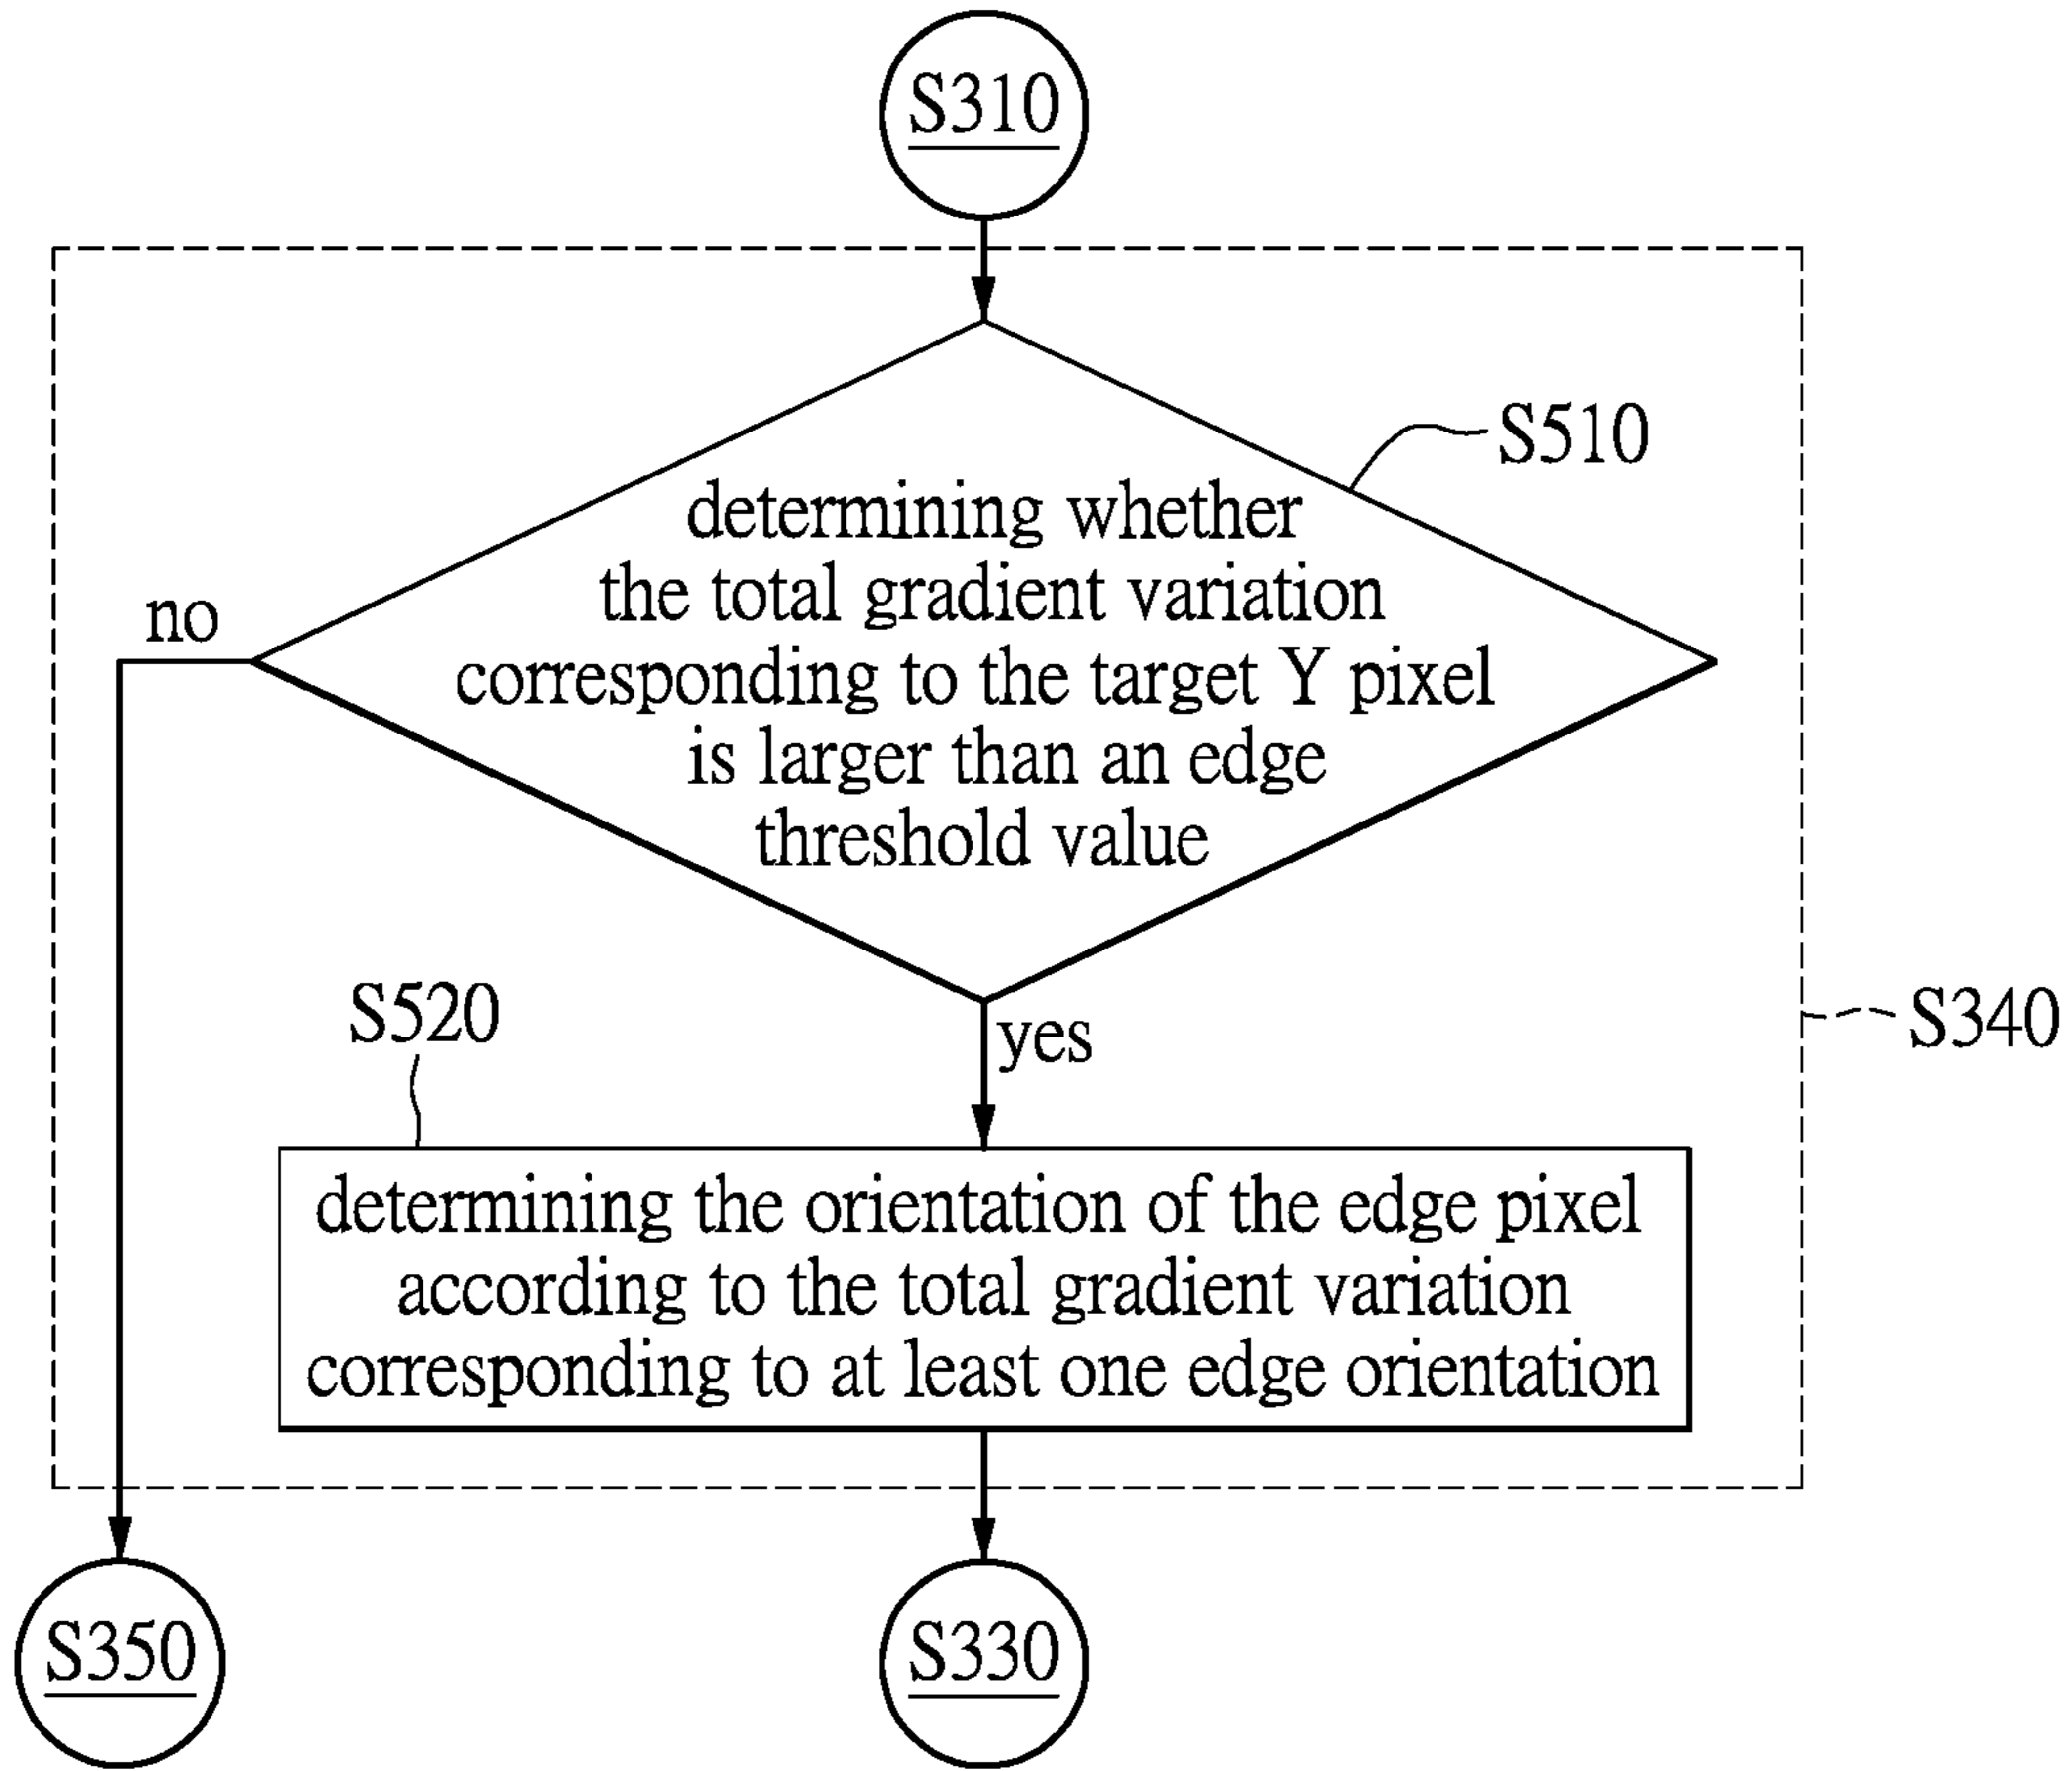 S310
S510
determining whether
the total gradient variation
corresponding to the target Y pixel
is larger than an edge
threshold value
no
yes
S520
S340
determining the orientation of the edge pixel
according to the total gradient variation
corresponding to at least one edge orientation
S350
S330